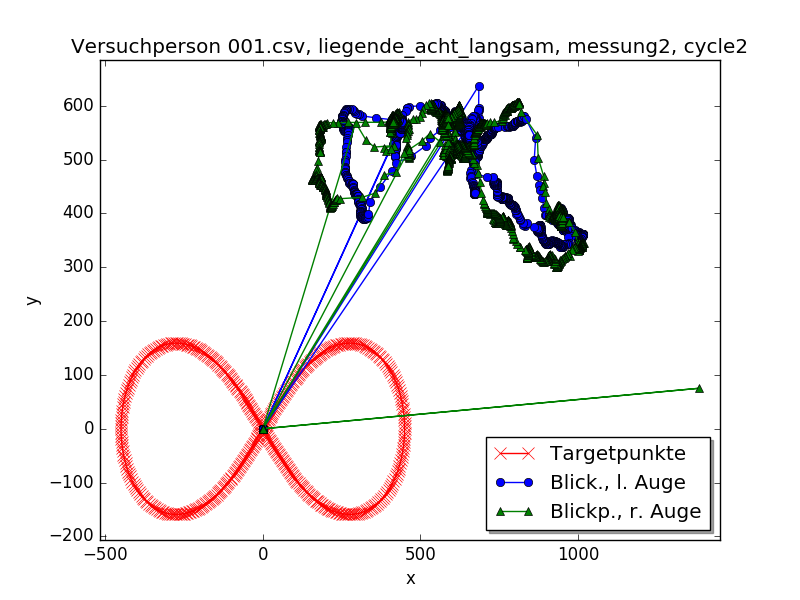 Versuchperson 001.csv, liegende_acht_langsam, messung2, cycle2
600
500
400
300
200
100
0
−100
−200
y
−500 0 500 1000
x
Targetpunkte
Blick., l. Auge
Blickp., r. Auge